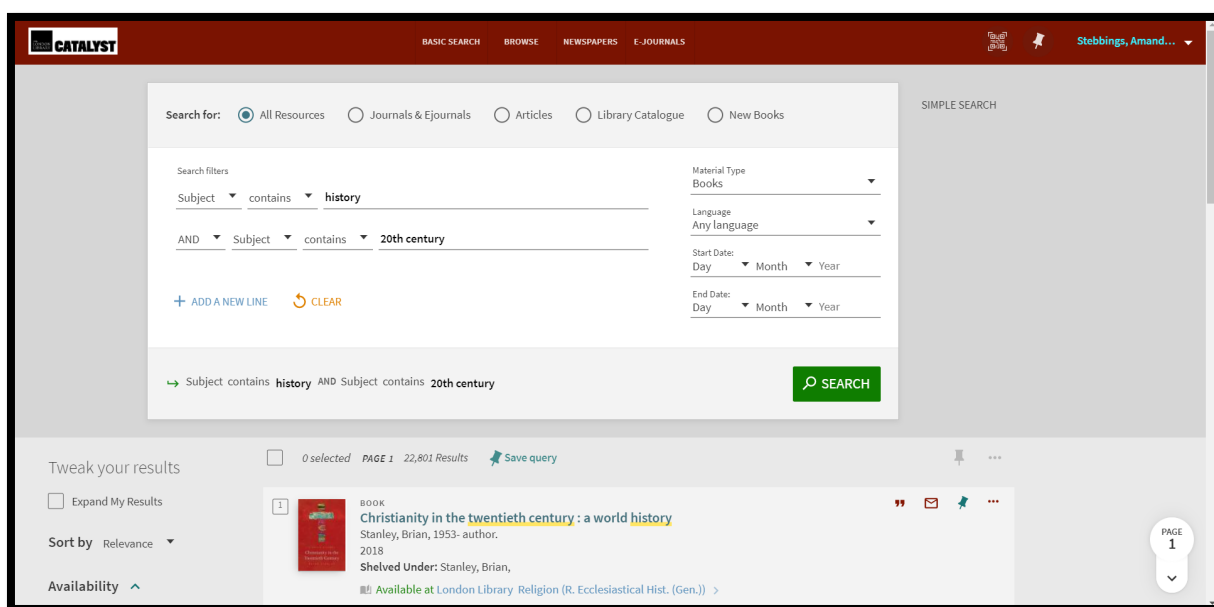 CATALYST
BASIC SEARCH BROWSE NEWSPAPERS E-JOURNALS
Stebbings, Amand...
Search for: All Resources Journals & Ejournals Articles Library Catalogue New Books
SIMPLE SEARCH
Search filters
Subject contains history
AND Subject contains 20th century
+ ADD A NEW LINE CLEAR
Material Type
Books
Language
Any language
Start Date:
Day Month Year
End Date:
Day Month Year
Subject contains history AND Subject contains 20th century
SEARCH
Tweak your results
Expand My Results
Sort by Relevance
Availability
0 selected PAGE 1 22,801 Results Save query
1
BOOK
Christianity in the twentieth century : a world history
Stanley, Brian, 1953- author.
2018
Shelved Under: Stanley, Brian,
Available at London Library Religion (R. Ecclesiastical Hist. (Gen.)) >
PAGE
1